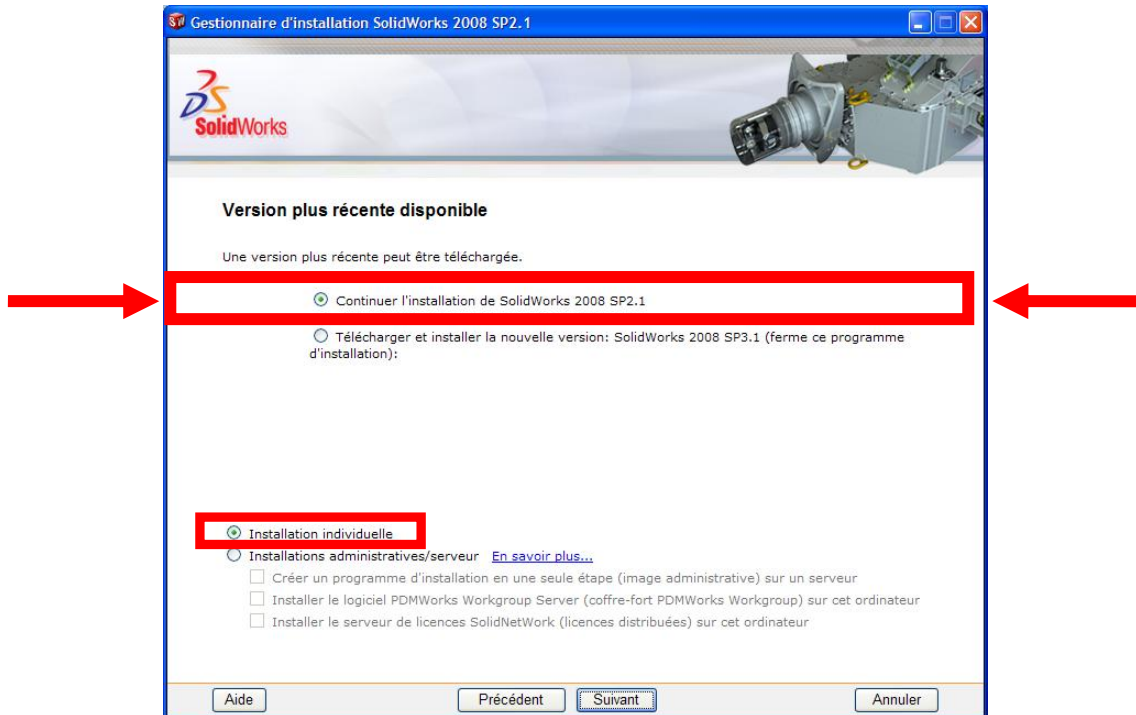 Gestionnaire d'installation SolidWorks 2008 SP2.1
SolidWorks
Version plus récente disponible
Une version plus récente peut être téléchargée.
Continuer l'installation de SolidWorks 2008 SP2.1
Télécharger et installer la nouvelle version: SolidWorks 2008 SP3.1 (ferme ce programme
d'installation):
Installation individuelle
Installations administratives/serveur En savoir plus...
Créer un programme d'installation en une seule étape (image administrative) sur un serveur
Installer le logiciel PDMWorks Workgroup Server (coffre-fort PDMWorks Workgroup) sur cet ordinateur
Installer le serveur de licences SolidNetWork (licences distribuées) sur cet ordinateur
Aide Précédent Suivant Annuler